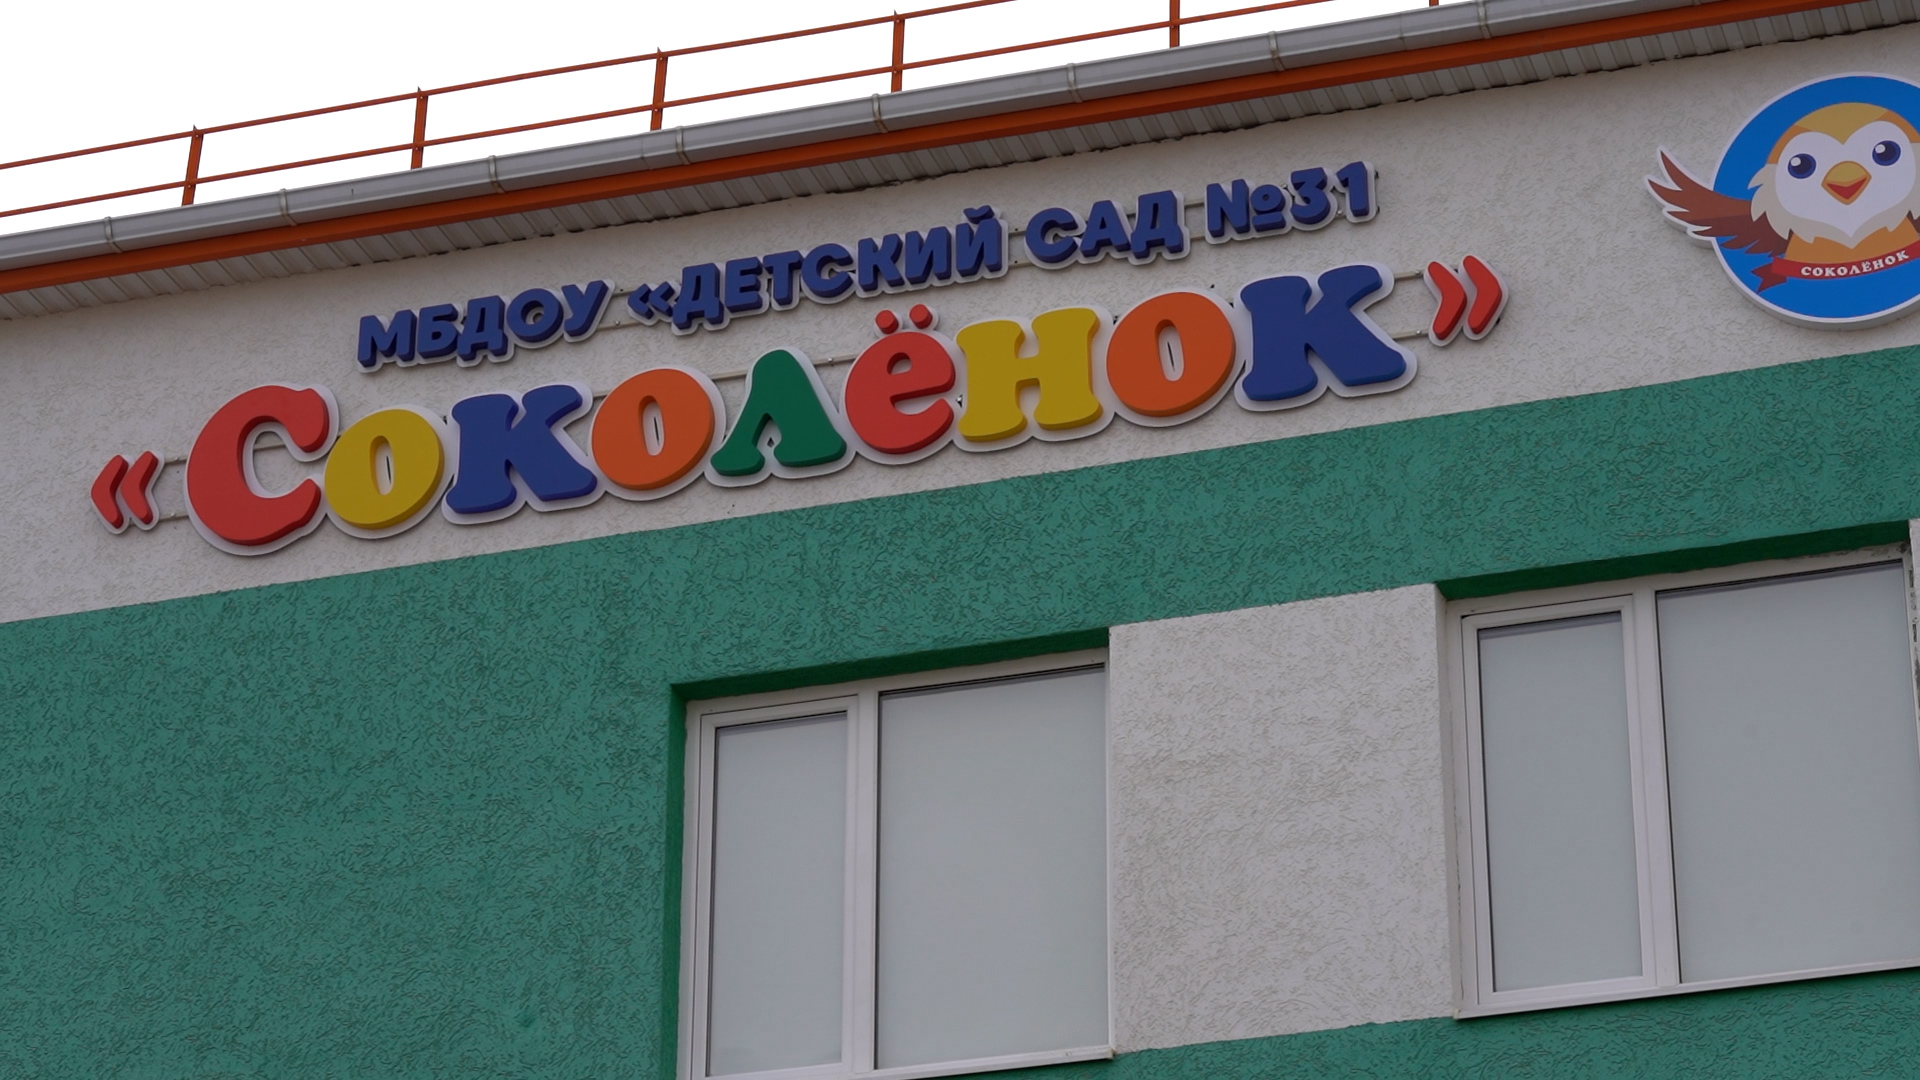 МБДОУ «ДЕТСКИЙ САД №31
«Соколёнок»
СОКОЛЁНОК